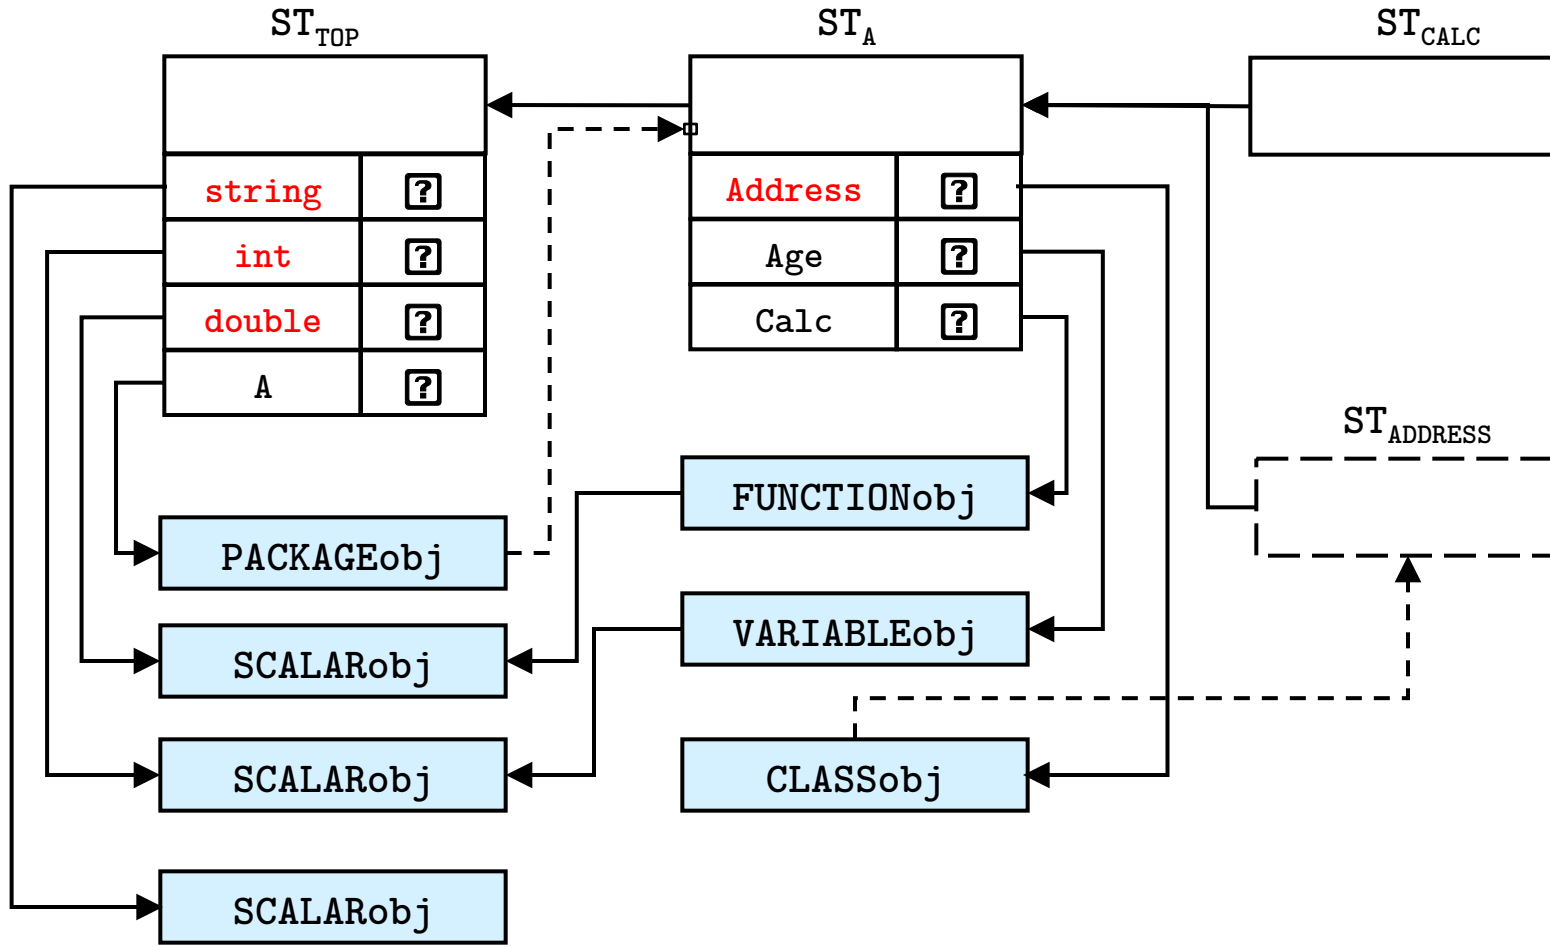 ST_TOP
ST_A
ST_CALC
string ?
int ?
double ?
A ?
Address ?
Age ?
Calc ?
ST_ADDRESS
FUNCTIONobj
PACKAGEobj
VARIABLEobj
SCALARobj
SCALARobj
CLASSobj
SCALARobj